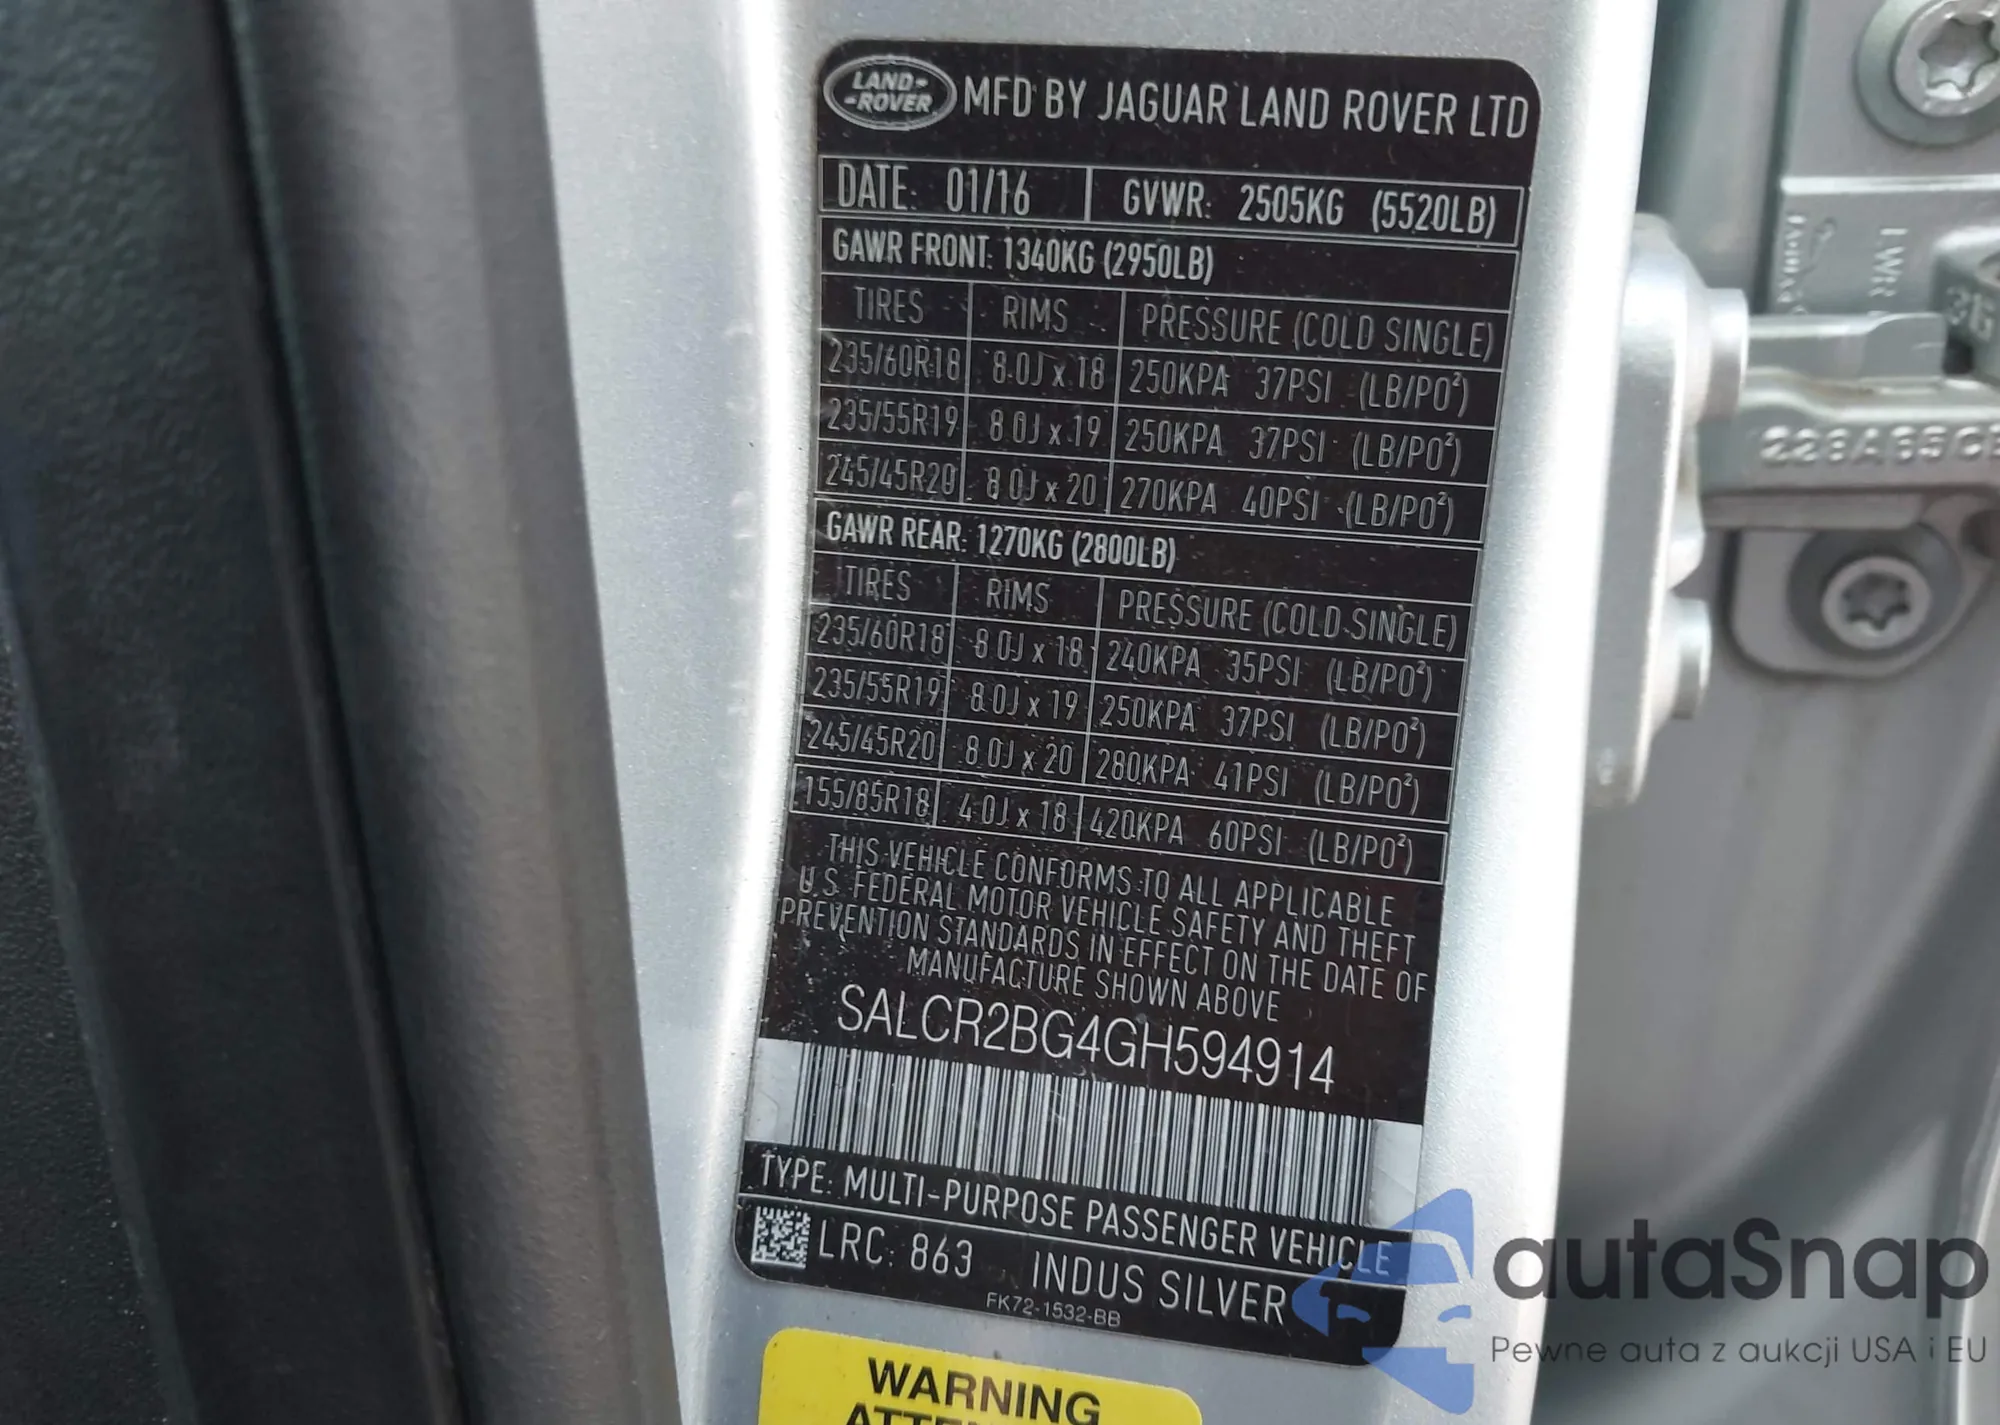 LAND-
-ROVER
MFD BY JAGUAR LAND ROVER LTD
DATE: 01/16 GVWR: 2505KG (5520LB)
GAWR FRONT: 1340KG (2950LB)
TIRES RIMS PRESSURE (COLD SINGLE)
235/60R18 8.0J x 18 250KPA 37PSI (LB/PO²)
235/55R19 8.0J x 19 250KPA 37PSI (LB/PO²)
245/45R20 8.0J x 20 270KPA 40PSI (LB/PO²)
GAWR REAR: 1270KG (2800LB)
TIRES RIMS PRESSURE (COLD SINGLE)
235/60R18 8.0J x 18 240KPA 35PSI (LB/PO²)
235/55R19 8.0J x 19 250KPA 37PSI (LB/PO²)
245/45R20 8.0J x 20 280KPA 41PSI (LB/PO²)
155/85R18 4.0J x 18 420KPA 60PSI (LB/PO²)
THIS VEHICLE CONFORMS TO ALL APPLICABLE
U.S. FEDERAL MOTOR VEHICLE SAFETY AND THEFT
PREVENTION STANDARDS IN EFFECT ON THE DATE OF
MANUFACTURE SHOWN ABOVE
SALCR2BG4GH594914
TYPE: MULTI-PURPOSE PASSENGER VEHICLE
LRC: 863 INDUS SILVER
FK72-1532-BB
WARNING
LWR
autaSnap
Pewne auta z aukcji USA i EU